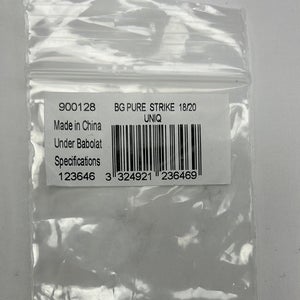 900128 BG PURE STRIKE 18/20
UNIQ
Made in China
Under Babolat
Specifications
123646 3 324921 236469